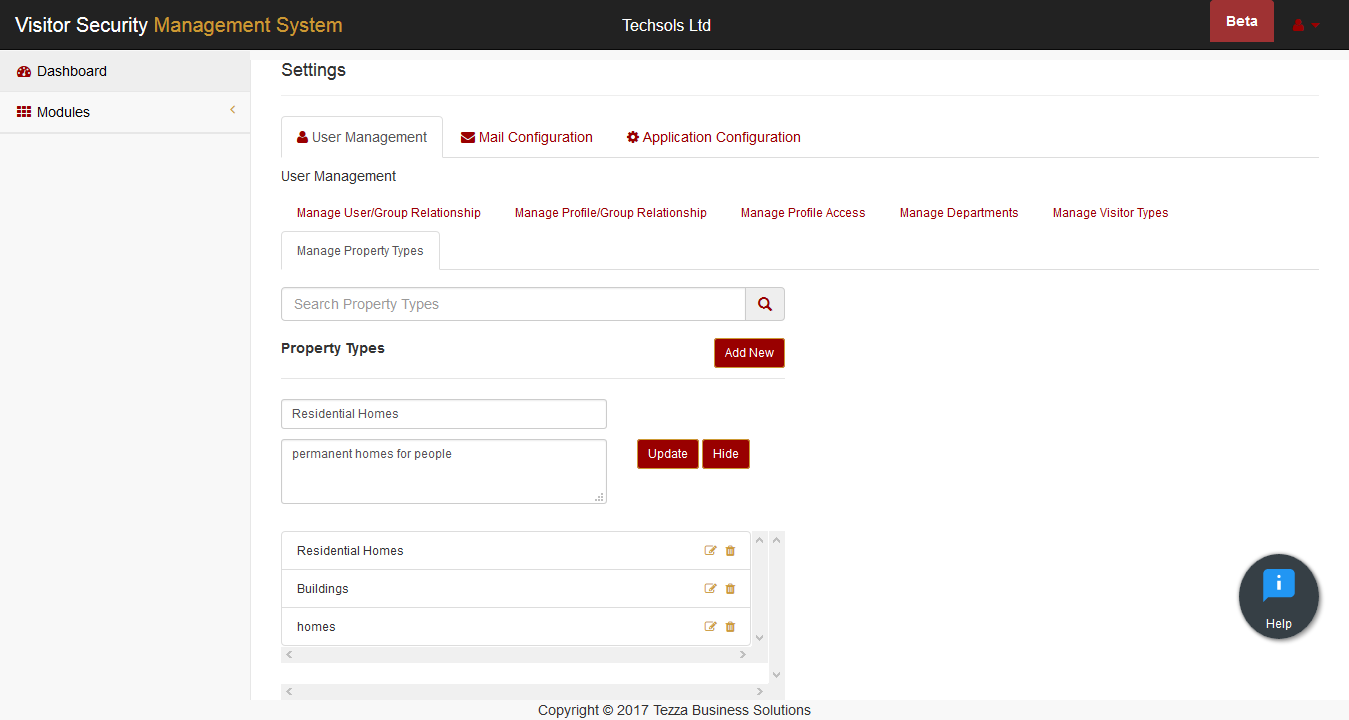 Visitor Security Management System
Techsols Ltd
Beta
Dashboard
Modules
Settings
User Management
Mail Configuration
Application Configuration
User Management
Manage User/Group Relationship
Manage Profile/Group Relationship
Manage Profile Access
Manage Departments
Manage Visitor Types
Manage Property Types
Search Property Types
Property Types
Add New
Residential Homes
permanent homes for people
Update
Hide
Residential Homes
Buildings
homes
Help
Copyright © 2017 Tezza Business Solutions